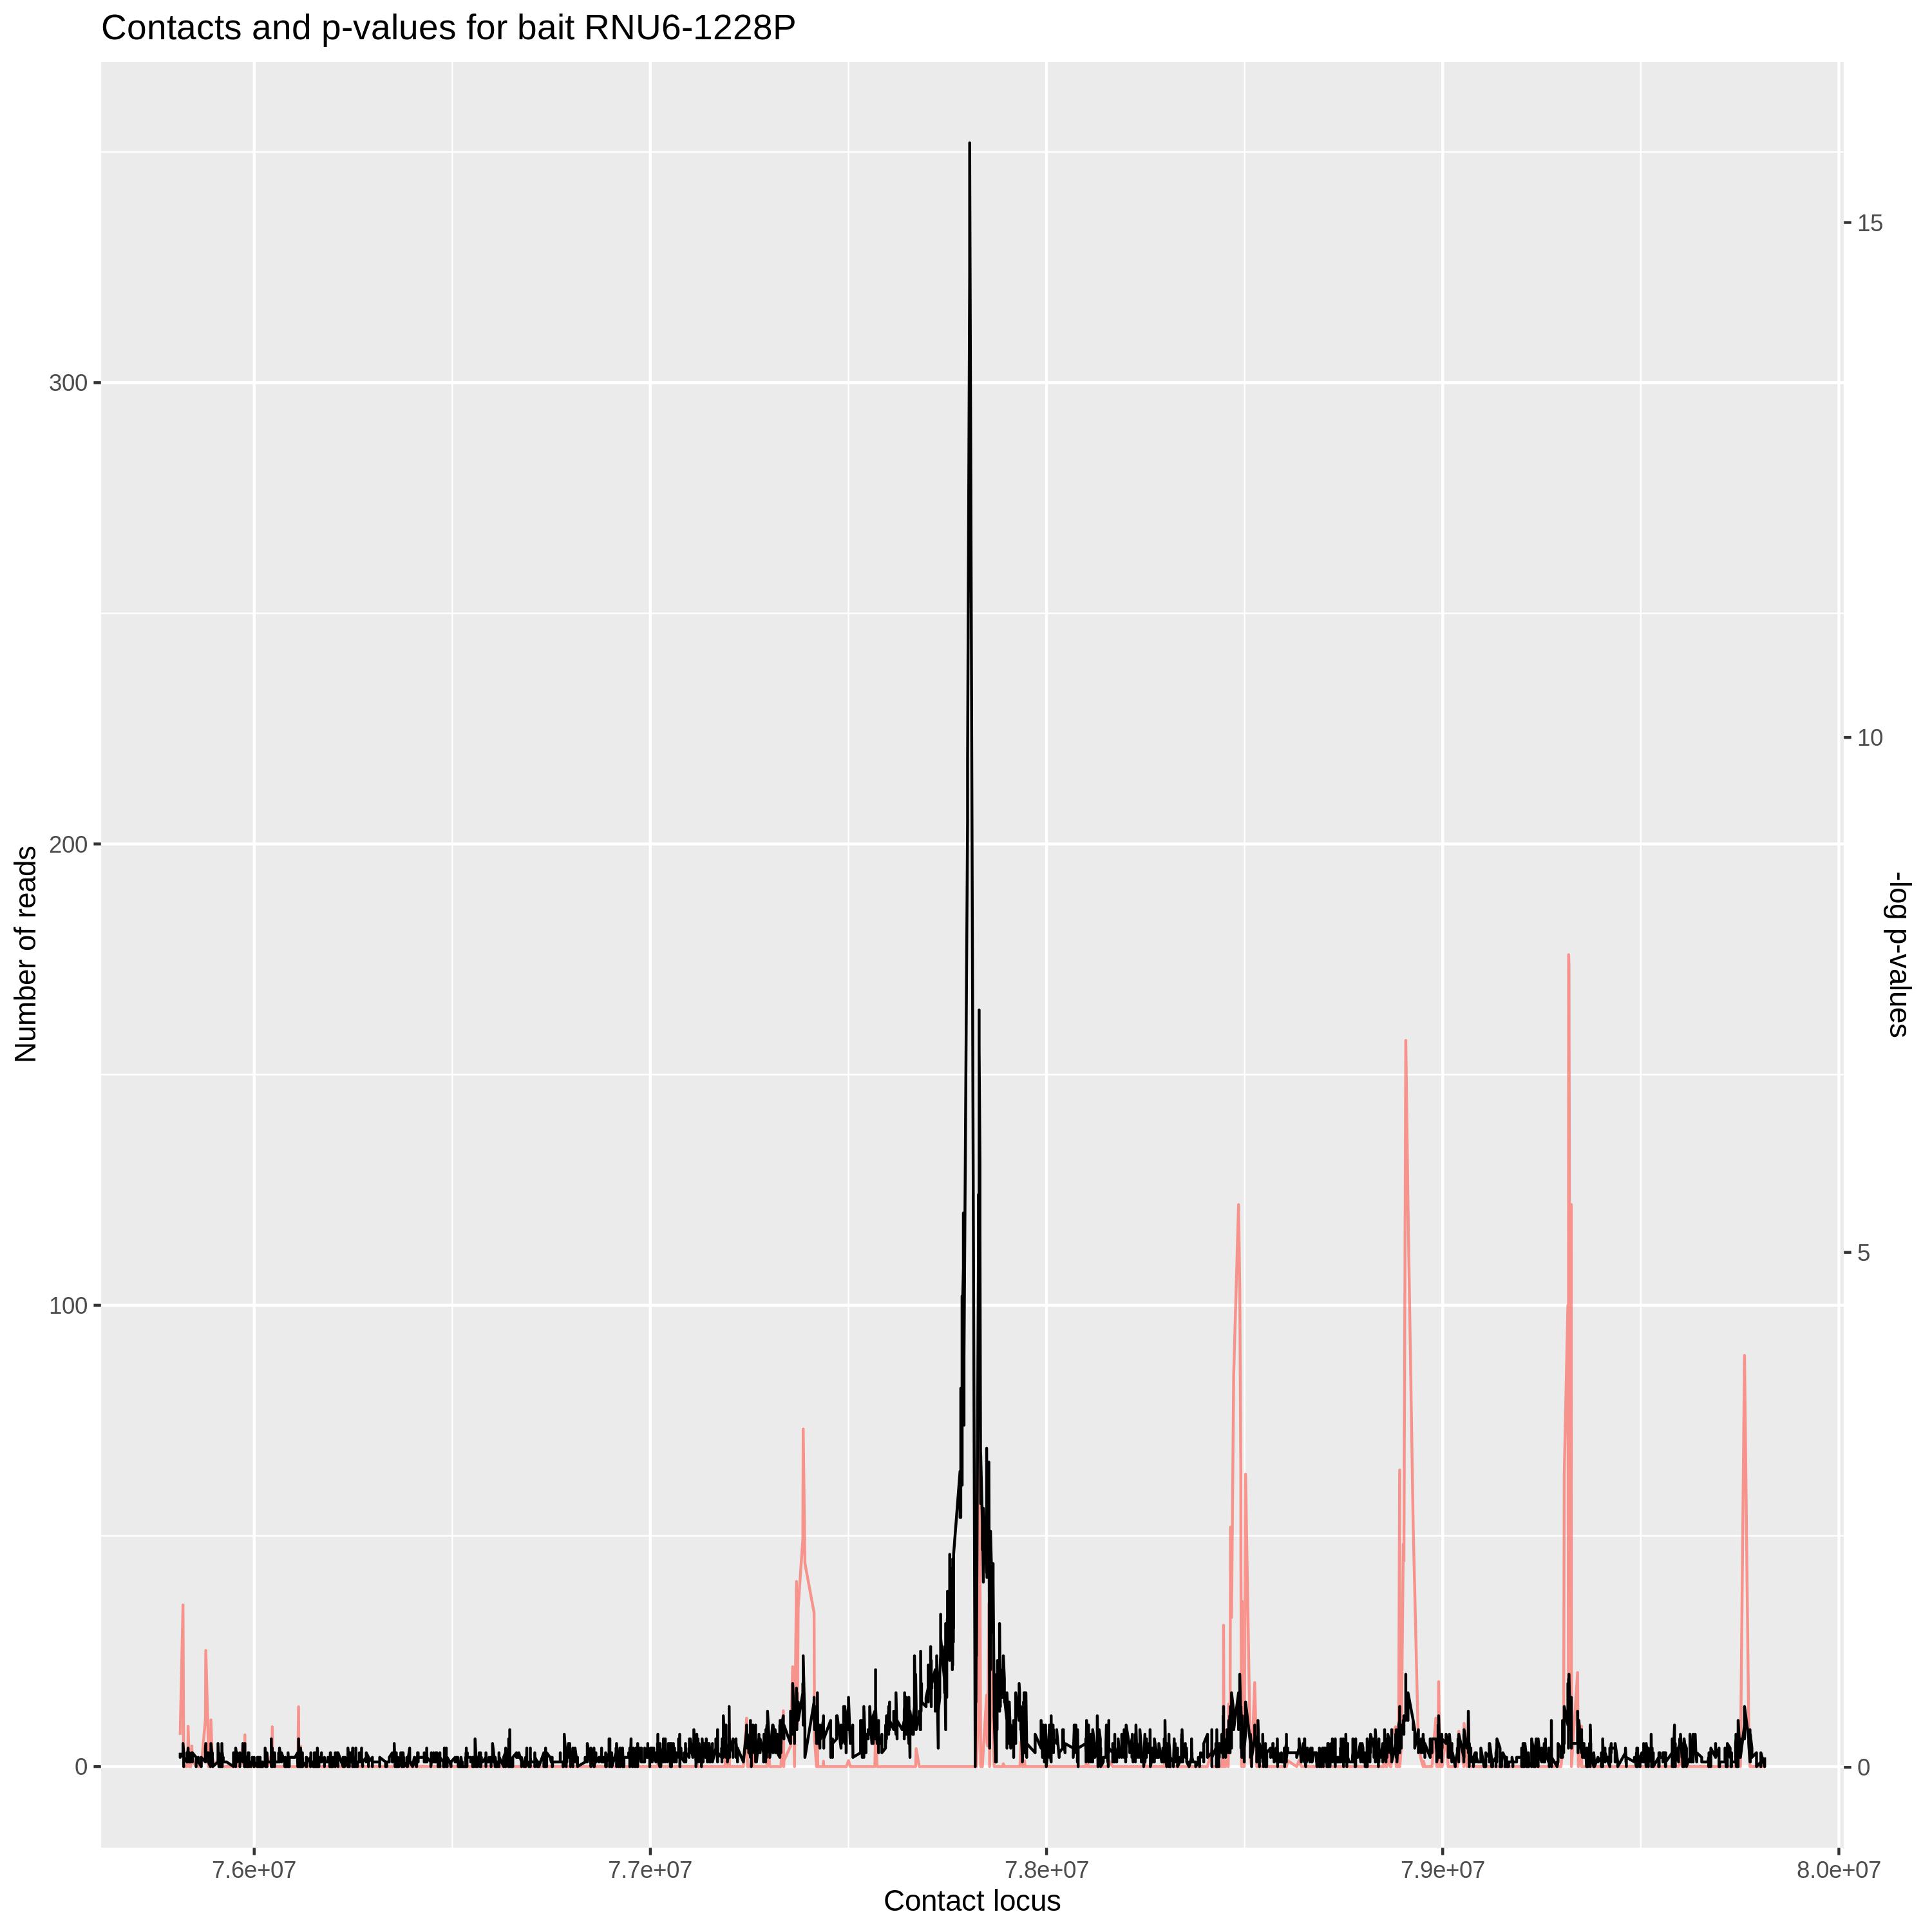 Contacts and p-values for bait RNU6-1228P
Number of reads
300
200
100
0
15
10
5
0
-log p-values
7.6e+07
7.7e+07
7.8e+07
7.9e+07
8.0e+07
Contact locus